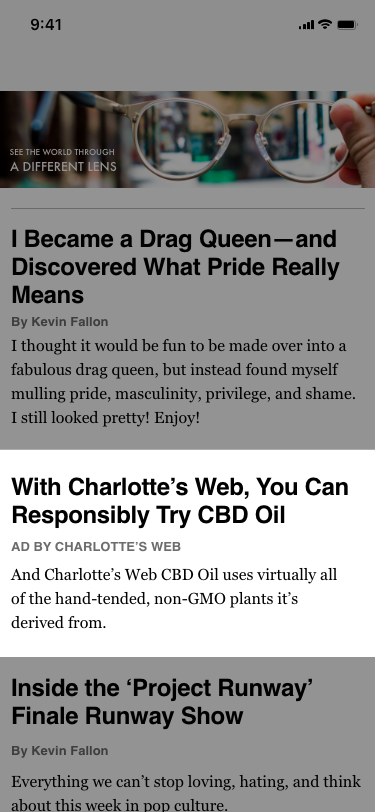 9:41
SEE THE WORLD THROUGH
A DIFFERENT LENS
I Became a Drag Queen—and
Discovered What Pride Really
Means
By Kevin Fallon
I thought it would be fun to be made over into a
fabulous drag queen, but instead found myself
mulling pride, masculinity, privilege, and shame.
I still looked pretty! Enjoy!
With Charlotte’s Web, You Can
Responsibly Try CBD Oil
AD BY CHARLOTTE’S WEB
And Charlotte’s Web CBD Oil uses virtually all
of the hand-tended, non-GMO plants it’s
derived from.
Inside the ‘Project Runway’
Finale Runway Show
By Kevin Fallon
Everything we can’t stop loving, hating, and think
about this week in pop culture.